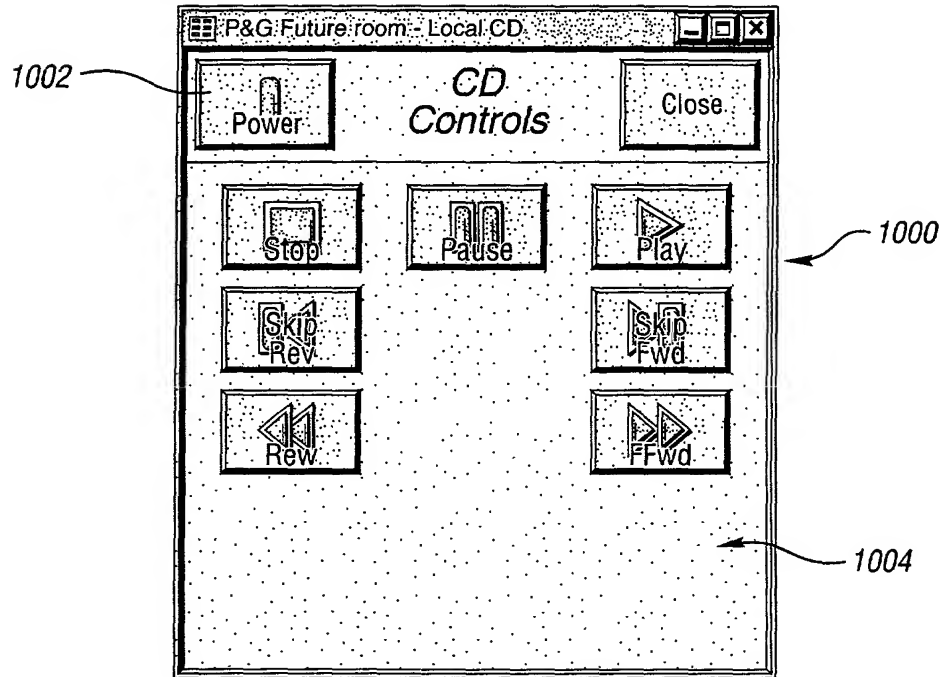 P&G Future room - Local CD
1002
Power
CD
Controls
Close
Stop
Pause
Play
1000
Skip
Rev
Skip
Fwd
Rew
FFwd
1004